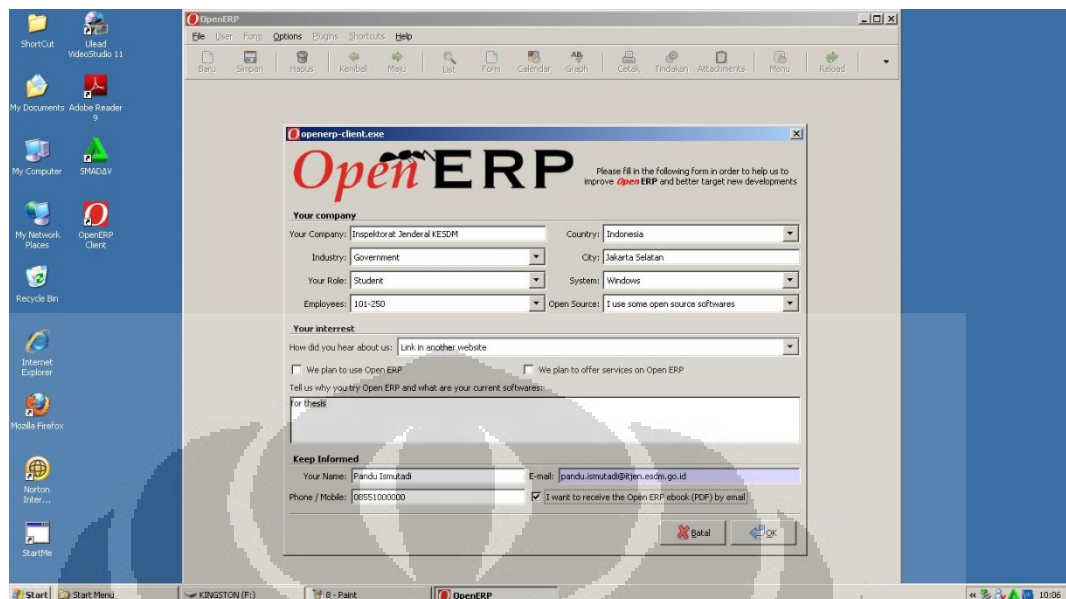 OpenERP
File User Form Options Plugins Shortcuts Help
Baru Simpan Hapus Kembali Maju List Form Calendar Graph Cetak Tindakan Attachments Menu Reload
ShortCut
Ulead VideoStudio 11
My Documents
Adobe Reader 9
My Computer
SMADAV
My Network Places
OpenERP Client
Recycle Bin
Internet Explorer
Mozilla Firefox
Norton Inter...
StartMe
openerp-client.exe
Open ERP
Please fill in the following form in order to help us to
improve Open ERP and better target new developments
Your company
Your Company: Inspektorat Jenderal KESDM Country: Indonesia
Industry: Government City: Jakarta Selatan
Your Role: Student System: Windows
Employees: 101-250 Open Source: I use some open source softwares
Your interrest
How did you hear about us: Link in another website
We plan to use Open ERP We plan to offer services on Open ERP
Tell us why you try Open ERP and what are your current softwares:
For thesis
Keep Informed
Your Name: Pandu Ismutadi E-mail: pandu.ismutadi@itjen.esdm.go.id
Phone / Mobile: 08551000000 I want to receive the Open ERP ebook (PDF) by email
Batal OK
Start Start Menu KINGSTON (F:) 8 - Paint OpenERP 10:06